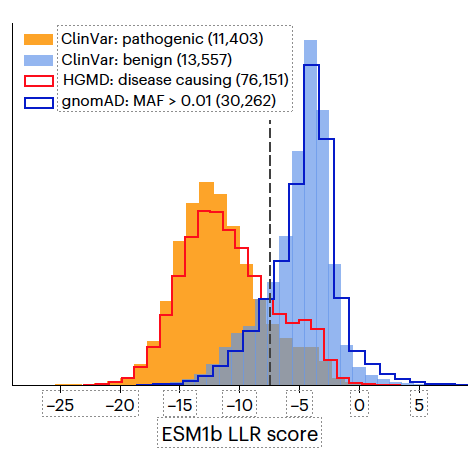 ClinVar: pathogenic (11,403)
ClinVar: benign (13,557)
HGMD: disease causing (76,151)
gnomAD: MAF > 0.01 (30,262)
−25 −20 −15 −10 −5 0 5
ESM1b LLR score